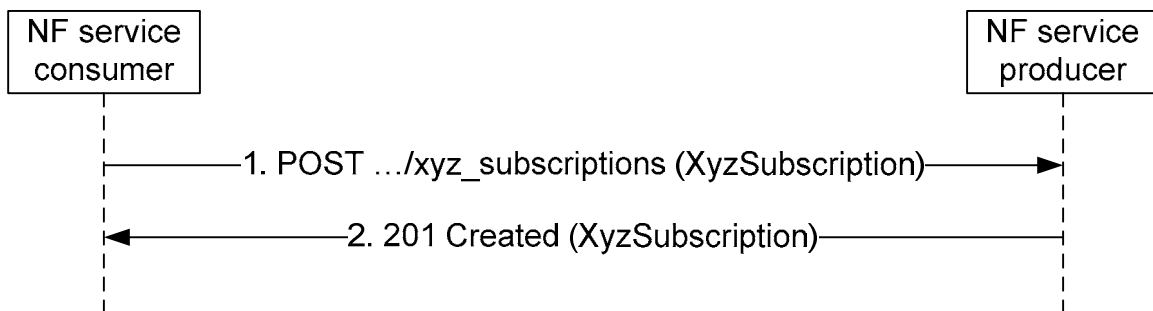 NF service
consumer
NF service
producer
1. POST …/xyz_subscriptions (XyzSubscription)
2. 201 Created (XyzSubscription)